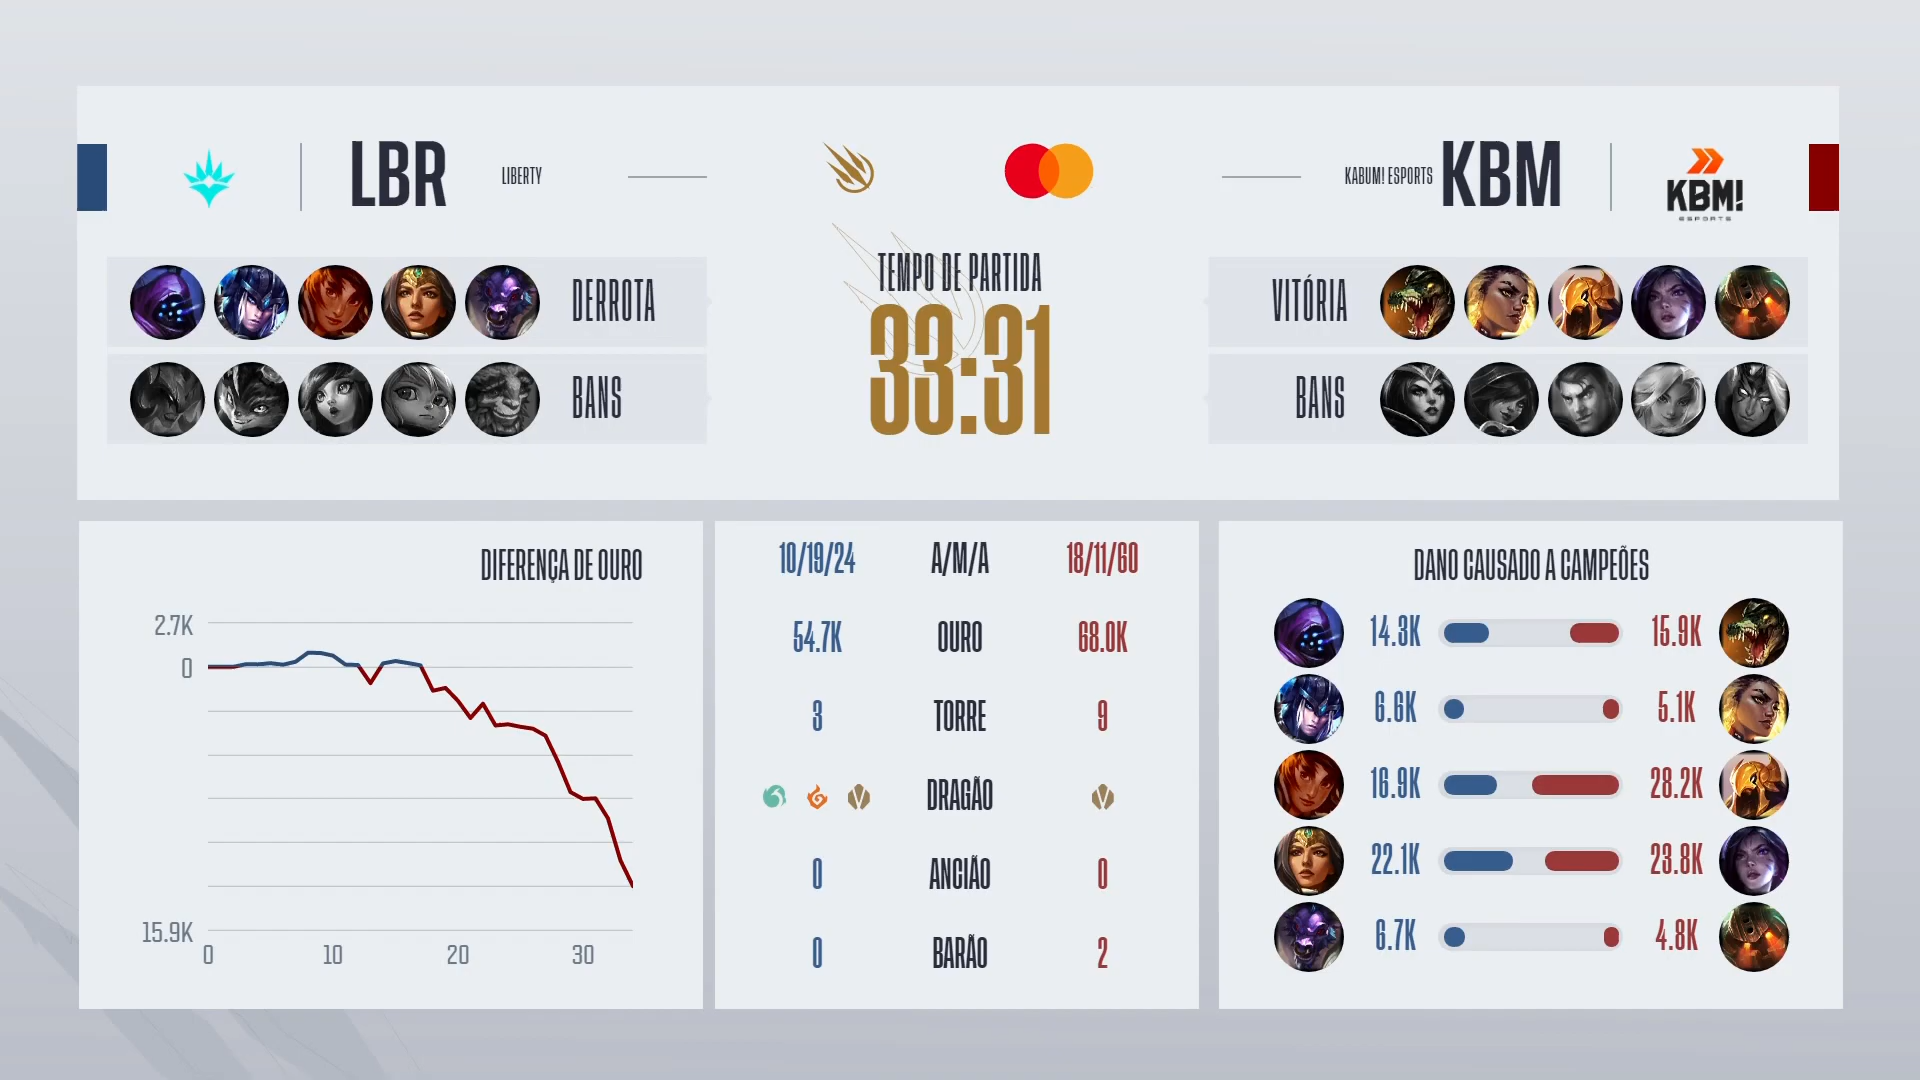 LBR
LIBERTY
KABUM! ESPORTS
KBM
KBM!
ESPORTS
TEMPO DE PARTIDA
33:31
DERROTA
VITÓRIA
BANS
BANS
DIFERENÇA DE OURO
2.7K
0
15.9K
0 10 20 30
10/19/24 A/M/A 18/11/60
54.7K OURO 68.0K
3 TORRE 9
DRAGÃO
0 ANCIÃO 0
0 BARÃO 2
DANO CAUSADO A CAMPEÕES
14.3K 15.9K
6.6K 5.1K
16.9K 28.2K
22.1K 23.8K
6.7K 4.8K